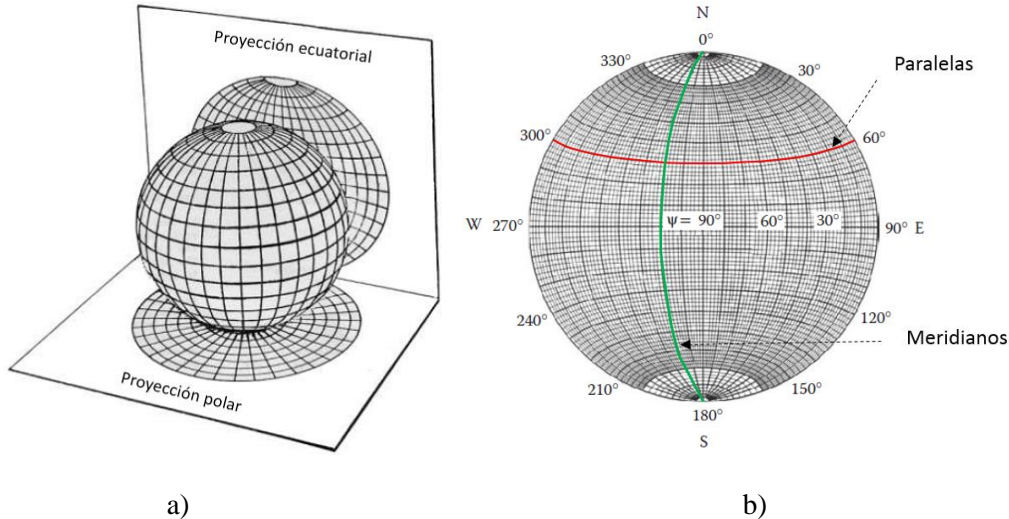 Proyección ecuatorial
Proyección polar
a)
N
0°
330°
30°
Paralelas
300°
60°
W 270°
ψ = 90°
60°
30°
90° E
240°
120°
Meridianos
210°
150°
180°
S
b)